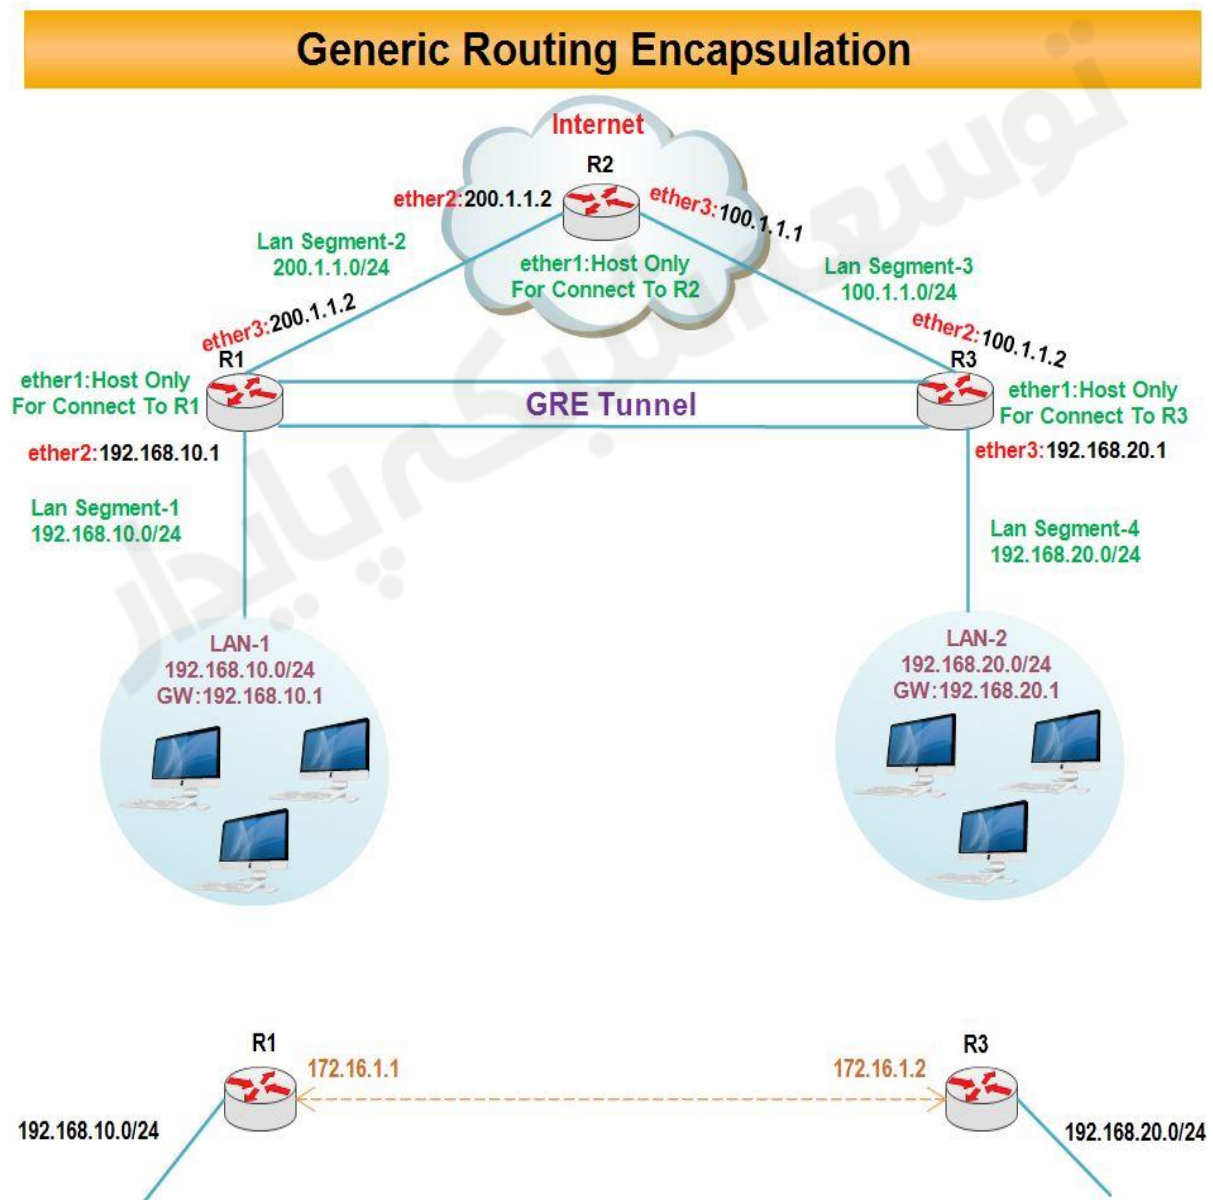 Generic Routing Encapsulation
Internet
R2
ether2:200.1.1.2
ether3:100.1.1.1
ether1:Host Only
For Connect To R2
Lan Segment-2
200.1.1.0/24
Lan Segment-3
100.1.1.0/24
ether3:200.1.1.2
R1
ether2:100.1.1.2
R3
ether1:Host Only
For Connect To R1
GRE Tunnel
ether1:Host Only
For Connect To R3
ether2:192.168.10.1
ether3:192.168.20.1
Lan Segment-1
192.168.10.0/24
Lan Segment-4
192.168.20.0/24
LAN-1
192.168.10.0/24
GW:192.168.10.1
LAN-2
192.168.20.0/24
GW:192.168.20.1
R1
172.16.1.1
172.16.1.2
R3
192.168.10.0/24
192.168.20.0/24
توسعه شبکه پایدار